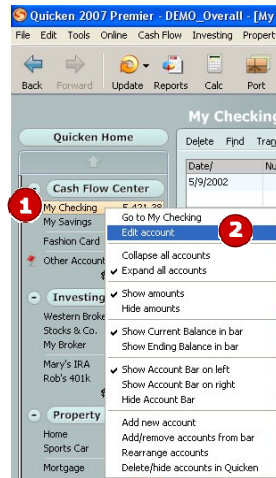 Quicken 2007 Premier - DEMO_Overall - [My
File Edit Tools Online Cash Flow Investing Propert
Back Forward Update Reports Calc Port
My Checking
Quicken Home
Delete Find Tran
Date/ Nu
5/9/2002
Cash Flow Center
1
My Checking 5,421.38
My Savings
Fashion Card
Other Account
$
Investing
Western Broke
Stocks & Co.
My Broker
Mary's IRA
Rob's 401k
$
Property
Home
Sports Car
Mortgage
Go to My Checking
Edit account
2
Collapse all accounts
Expand all accounts
Show amounts
Hide amounts
Show Current Balance in bar
Show Ending Balance in bar
Show Account Bar on left
Show Account Bar on right
Hide Account Bar
Add new account
Add/remove accounts from bar
Rearrange accounts
Delete/hide accounts in Quicken